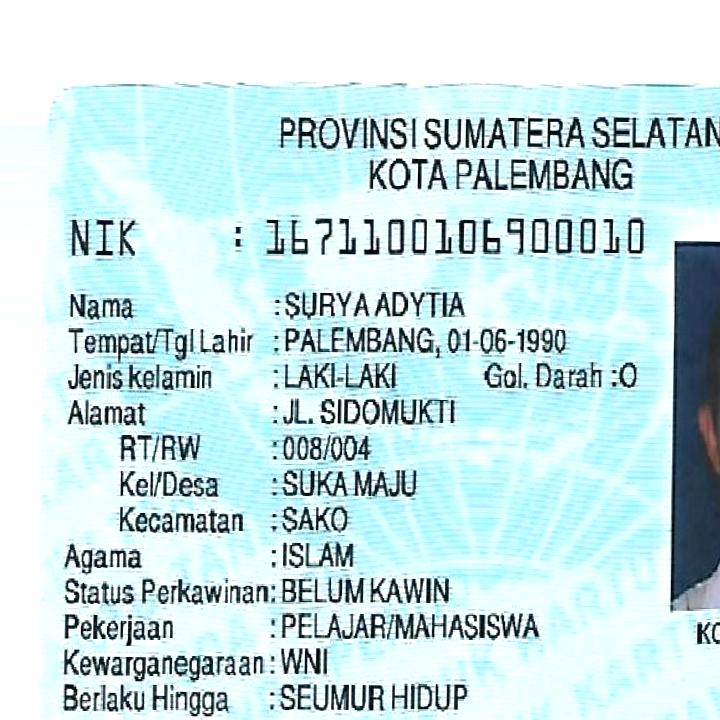 PROVINSI SUMATERA SELATAN
KOTA PALEMBANG
NIK : 1671100106900010
Nama : SURYA ADYTIA
Tempat/Tgl Lahir : PALEMBANG, 01-06-1990
Jenis kelamin : LAKI-LAKI Gol. Darah : O
Alamat : JL. SIDOMUKTI
RT/RW : 008/004
Kel/Desa : SUKA MAJU
Kecamatan : SAKO
Agama : ISLAM
Status Perkawinan: BELUM KAWIN
Pekerjaan : PELAJAR/MAHASISWA
Kewarganegaraan : WNI
Berlaku Hingga : SEUMUR HIDUP